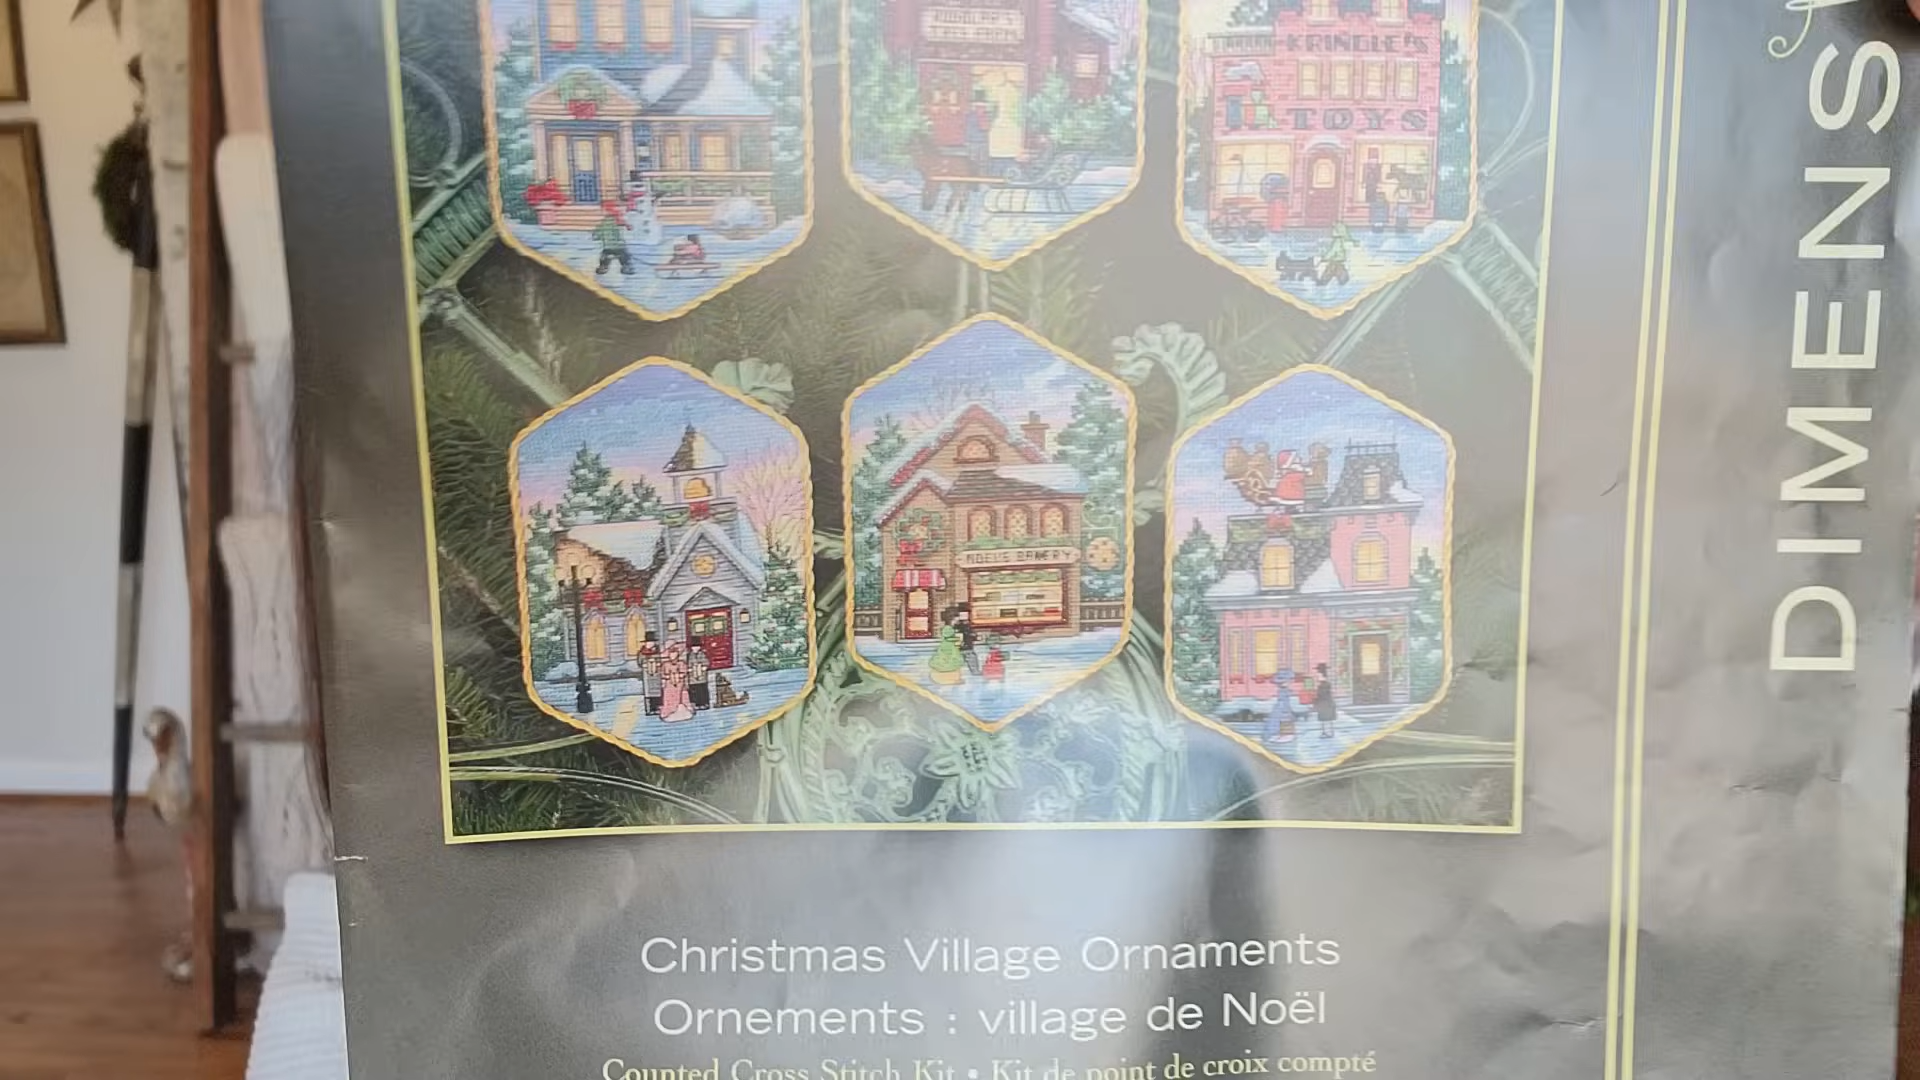 KRINGLE'S
TOYS
NOEL'S BAKERY
DIMENS
Christmas Village Ornaments
Ornements : village de Noël
Counted Cross Stitch Kit • Kit de point de croix compté